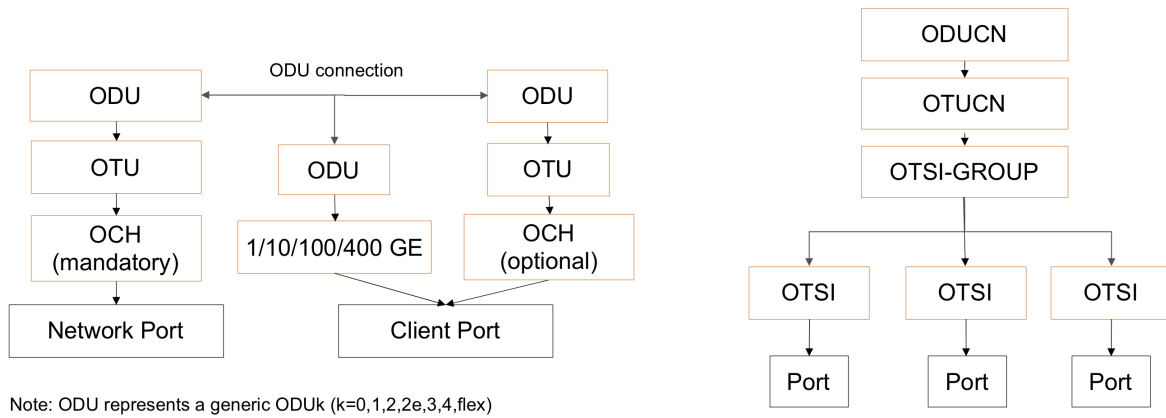 ODU connection
ODU
ODU
OTU
ODU
OTU
OCH
(mandatory)
1/10/100/400 GE
OCH
(optional)
Network Port
Client Port
Note: ODU represents a generic ODUk (k=0,1,2,2e,3,4,flex)
ODUCN
OTUCN
OTSI-GROUP
OTSI
OTSI
OTSI
Port
Port
Port